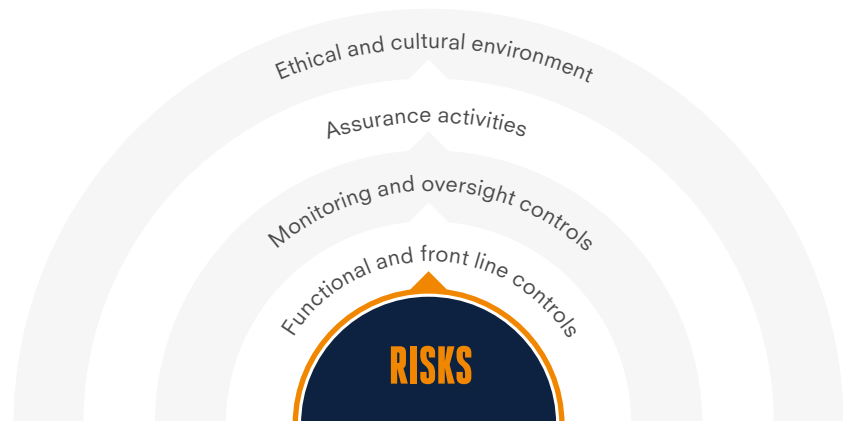 Ethical and cultural environment
Assurance activities
Monitoring and oversight controls
Functional and front line controls
RISKS